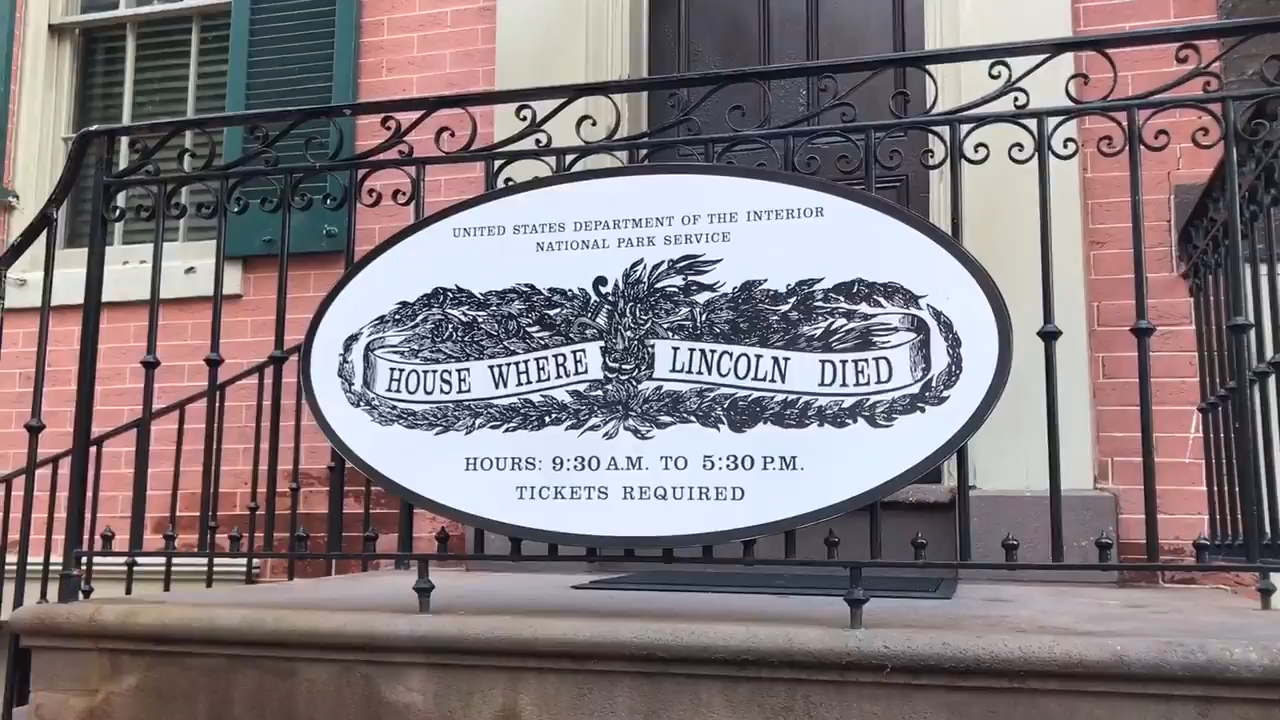 UNITED STATES DEPARTMENT OF THE INTERIOR
NATIONAL PARK SERVICE
HOUSE WHERE LINCOLN DIED
HOURS: 9:30 A.M. TO 5:30 P.M.
TICKETS REQUIRED